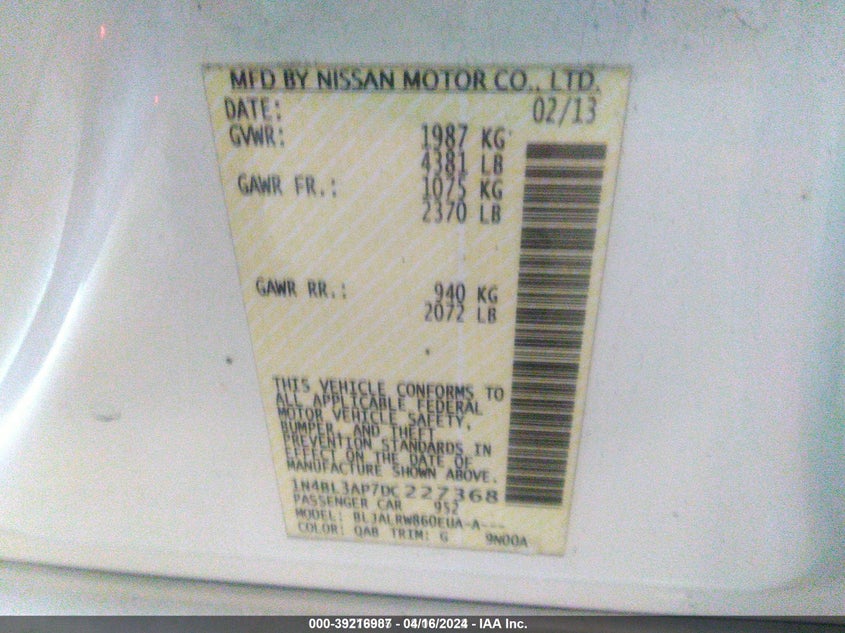 MFD BY NISSAN MOTOR CO., LTD.
DATE: 02/13
GVWR: 1987 KG
4381 LB
GAWR FR.: 1075 KG
2370 LB
GAWR RR.: 940 KG
2072 LB
THIS VEHICLE CONFORMS TO
ALL APPLICABLE FEDERAL
MOTOR VEHICLE SAFETY,
BUMPER, AND THEFT
PREVENTION STANDARDS IN
EFFECT ON THE DATE OF
MANUFACTURE SHOWN ABOVE.
1N4BL3AP7DC227368
PASSENGER CAR 952
MODEL: BLJALRW860EUA-A---
COLOR: QAB TRIM: G 9N00A
000-39216987 - 04/16/2024 - IAA Inc.